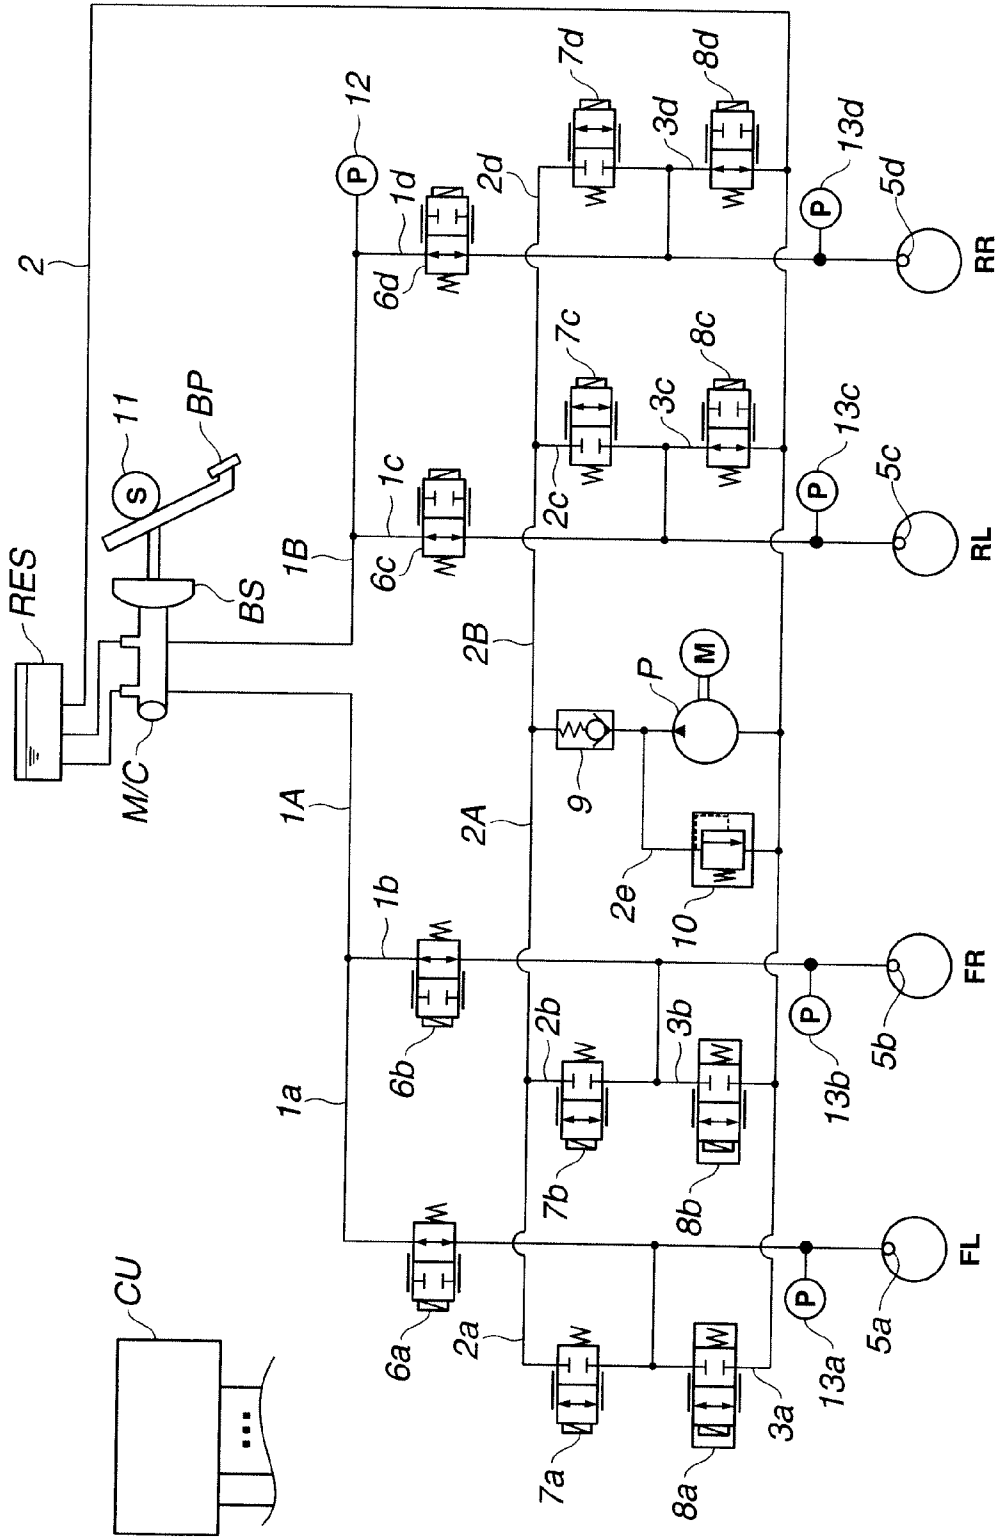 2
RES
11
S
BP
BS
M/C
CU
12
P
1B
1A
1a
1d
6d
1c
6c
1b
6b
6a
2d
7d
3d
8d
2c
7c
3c
8c
2B
2A
P
M
9
2e
10
2b
7b
3b
8b
2a
7a
3a
8a
13d
P
5d
RR
13c
P
5c
RL
13b
P
5b
FR
13a
P
5a
FL